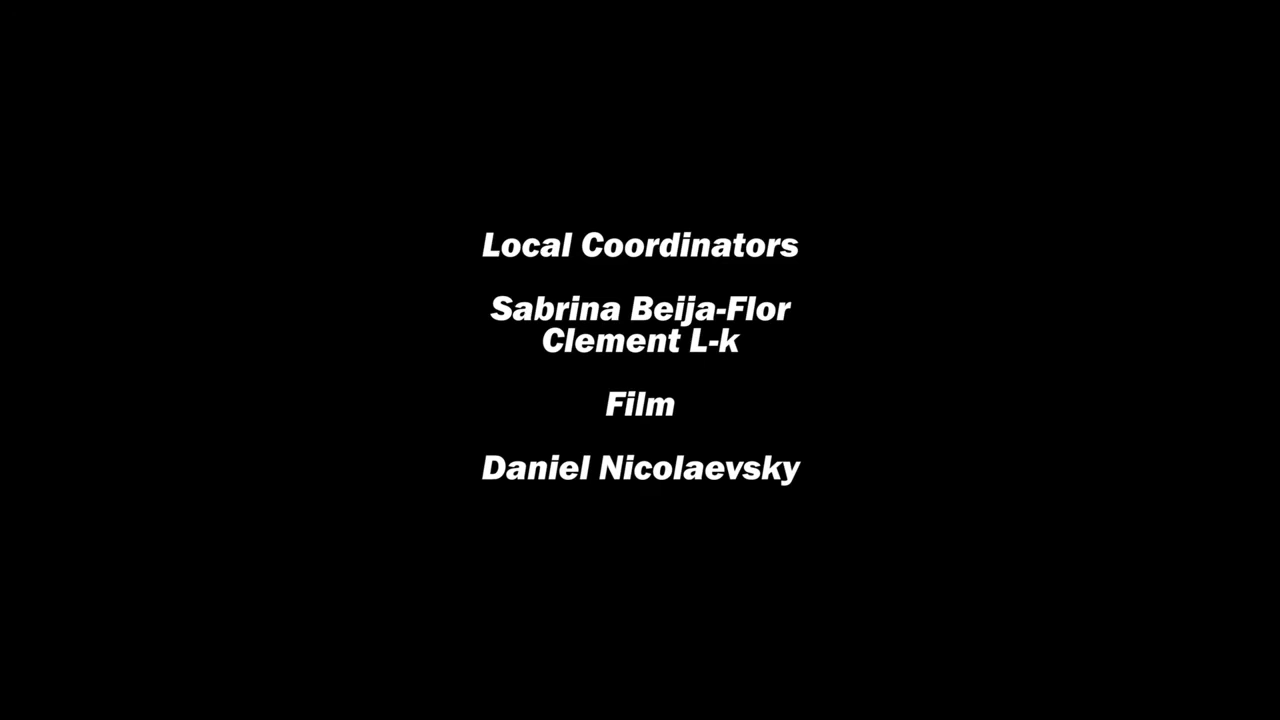 Local Coordinators
Sabrina Beija-Flor
Clement L-k
Film
Daniel Nicolaevsky